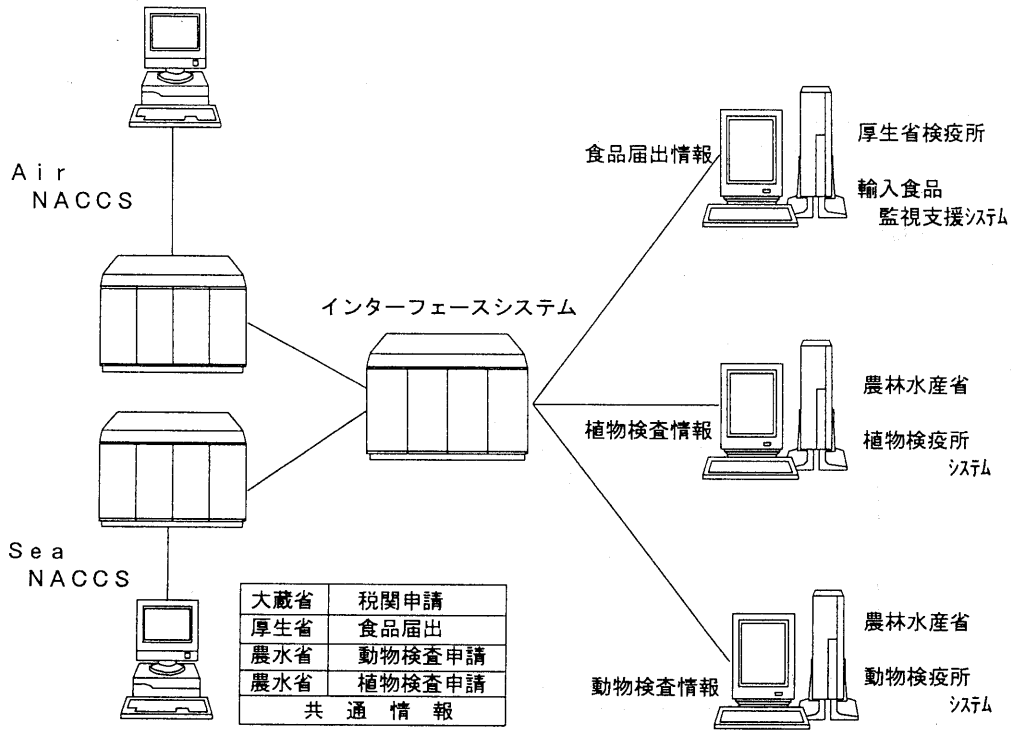 Ａｉｒ
ＮＡＣＣＳ
インターフェースシステム
Ｓｅａ
ＮＡＣＣＳ
大蔵省 税関申請
厚生省 食品届出
農水省 動物検査申請
農水省 植物検査申請
共通情報
食品届出情報
厚生省検疫所
輸入食品
監視支援ｼｽﾃﾑ
植物検査情報
農林水産省
植物検疫所
ｼｽﾃﾑ
動物検査情報
農林水産省
動物検疫所
ｼｽﾃﾑ